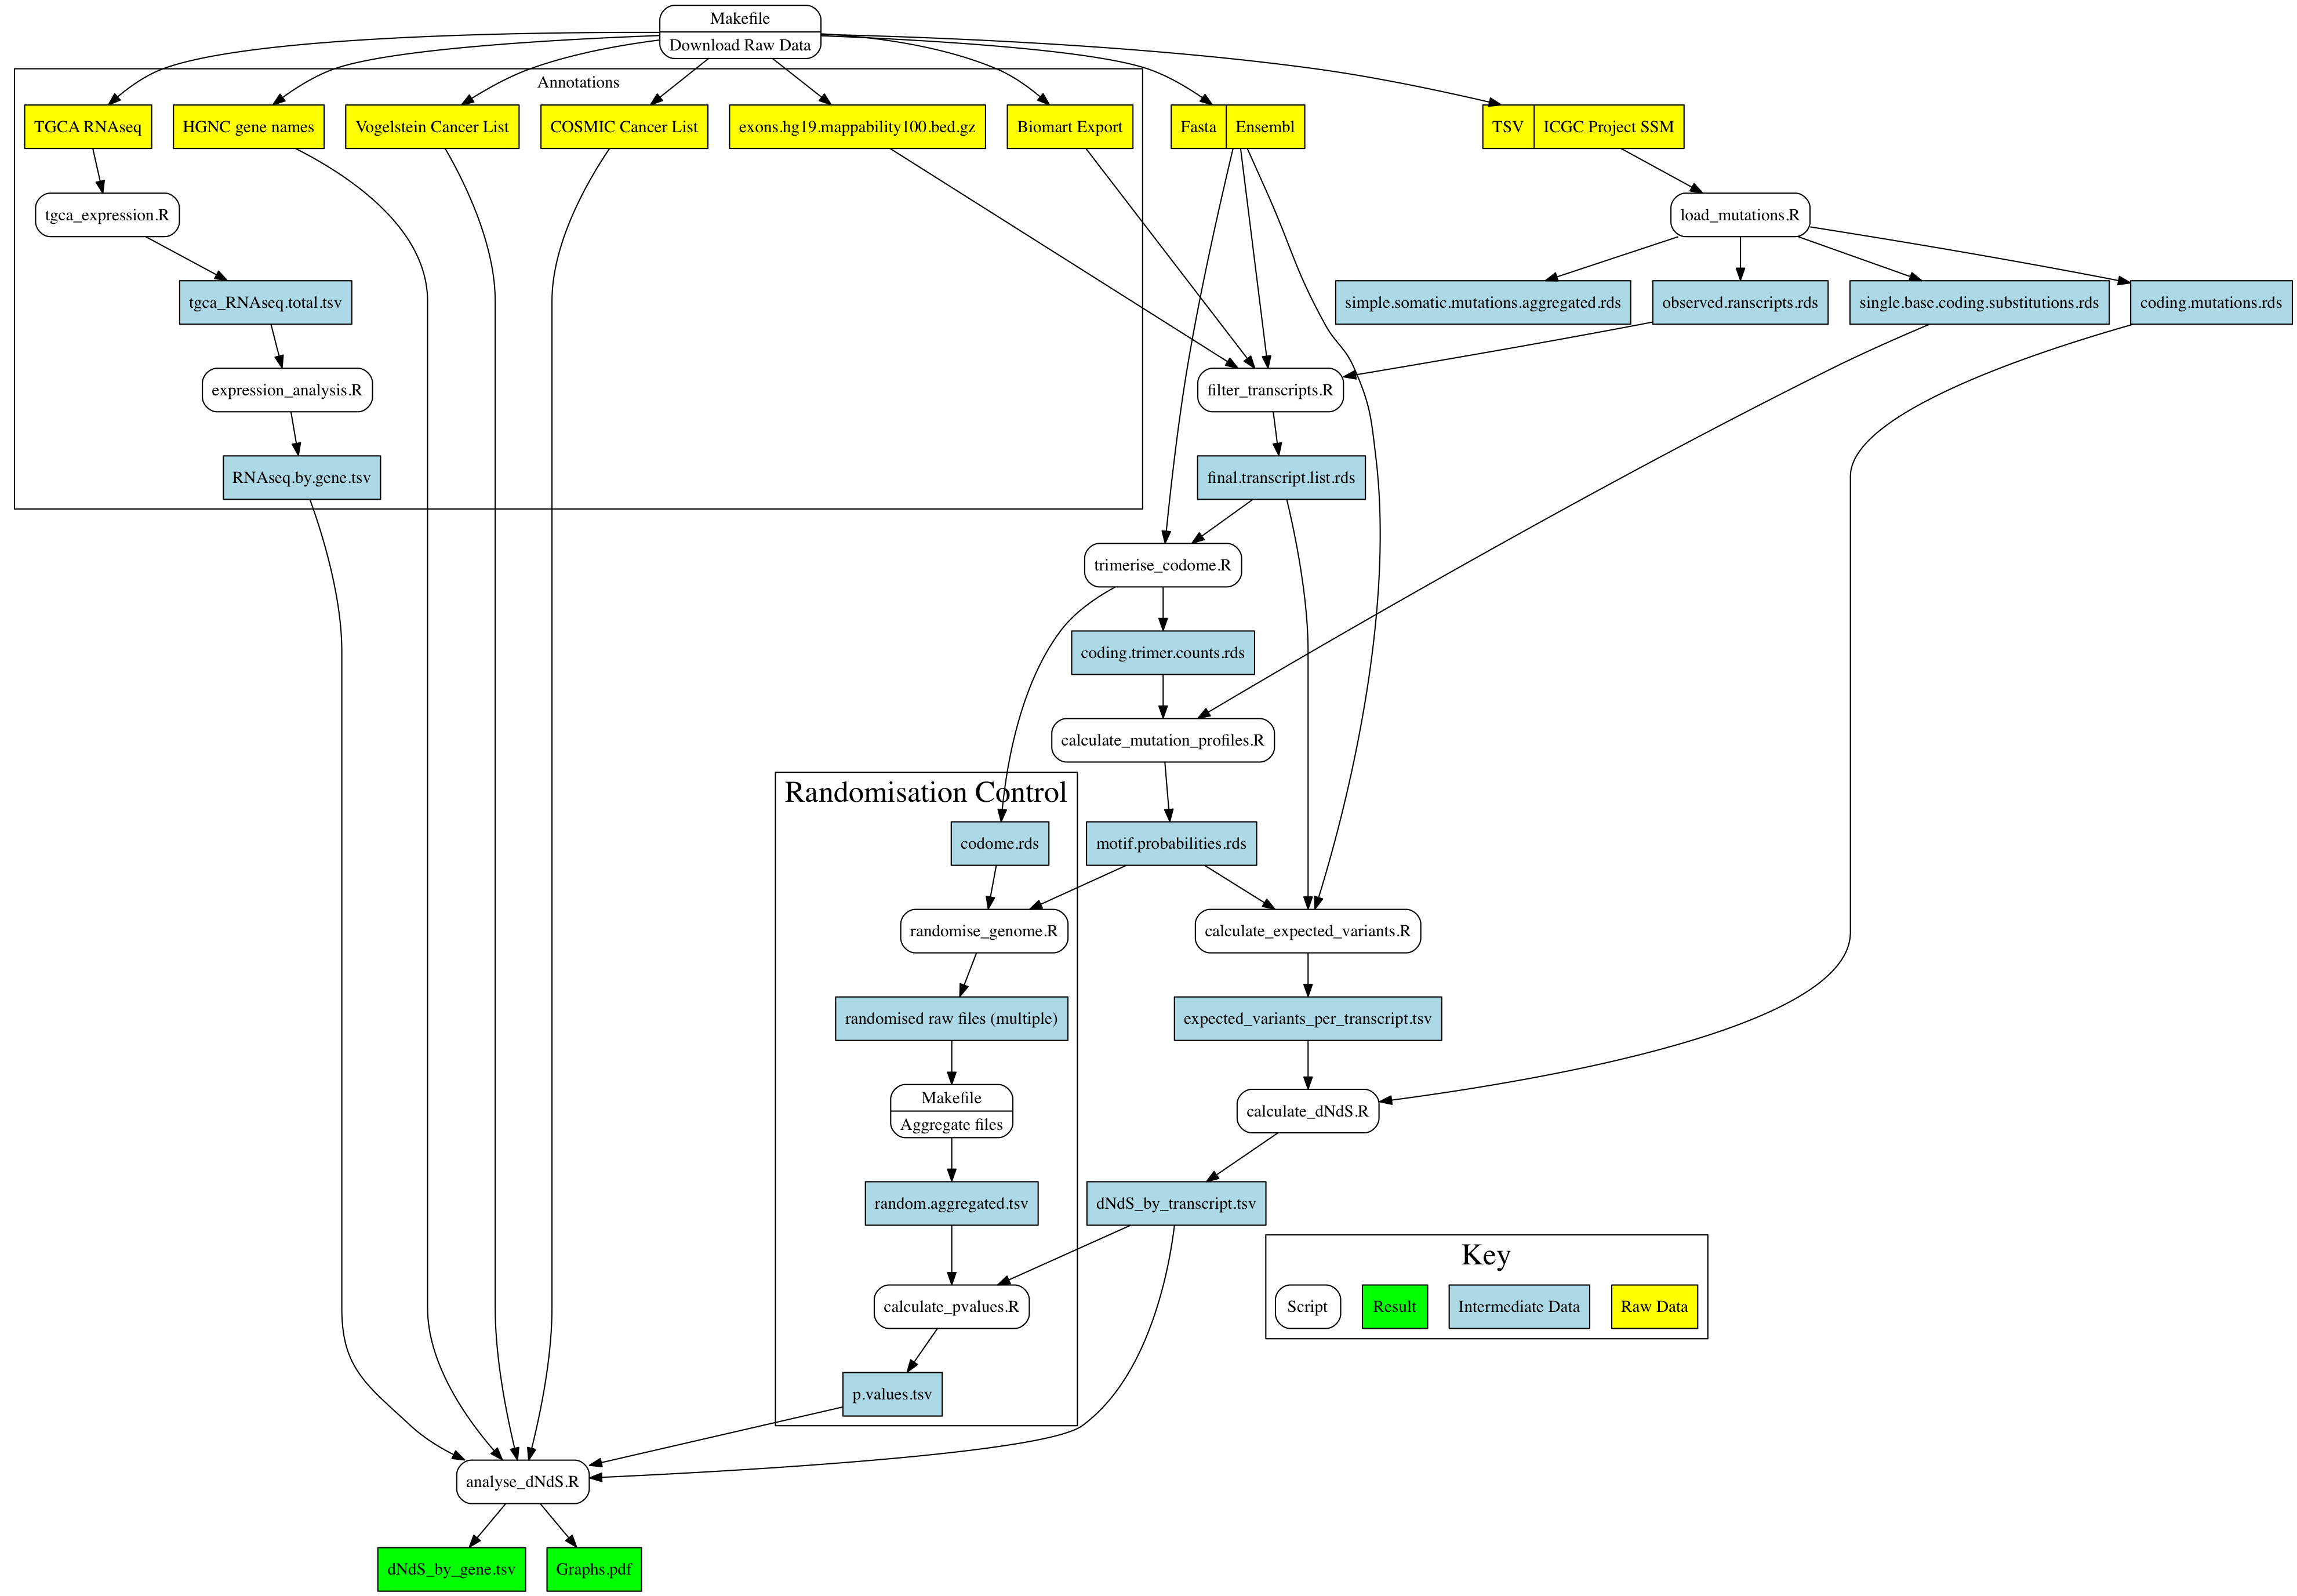 Makefile
Download Raw Data
Annotations
TGCA RNAseq
HGNC gene names
Vogelstein Cancer List
COSMIC Cancer List
exons.hg19.mappability100.bed.gz
Biomart Export
Fasta
Ensembl
TSV
ICGC Project SSM
tgca_expression.R
load_mutations.R
tgca_RNAseq.total.tsv
simple.somatic.mutations.aggregated.rds
observed.ranscripts.rds
single.base.coding.substitutions.rds
coding.mutations.rds
expression_analysis.R
filter_transcripts.R
RNAseq.by.gene.tsv
final.transcript.list.rds
trimerise_codome.R
coding.trimer.counts.rds
calculate_mutation_profiles.R
Randomisation Control
codome.rds
motif.probabilities.rds
randomise_genome.R
calculate_expected_variants.R
randomised raw files (multiple)
expected_variants_per_transcript.tsv
Makefile
Aggregate files
calculate_dNdS.R
random.aggregated.tsv
dNdS_by_transcript.tsv
Key
calculate_pvalues.R
Script
Result
Intermediate Data
Raw Data
p.values.tsv
analyse_dNdS.R
dNdS_by_gene.tsv
Graphs.pdf